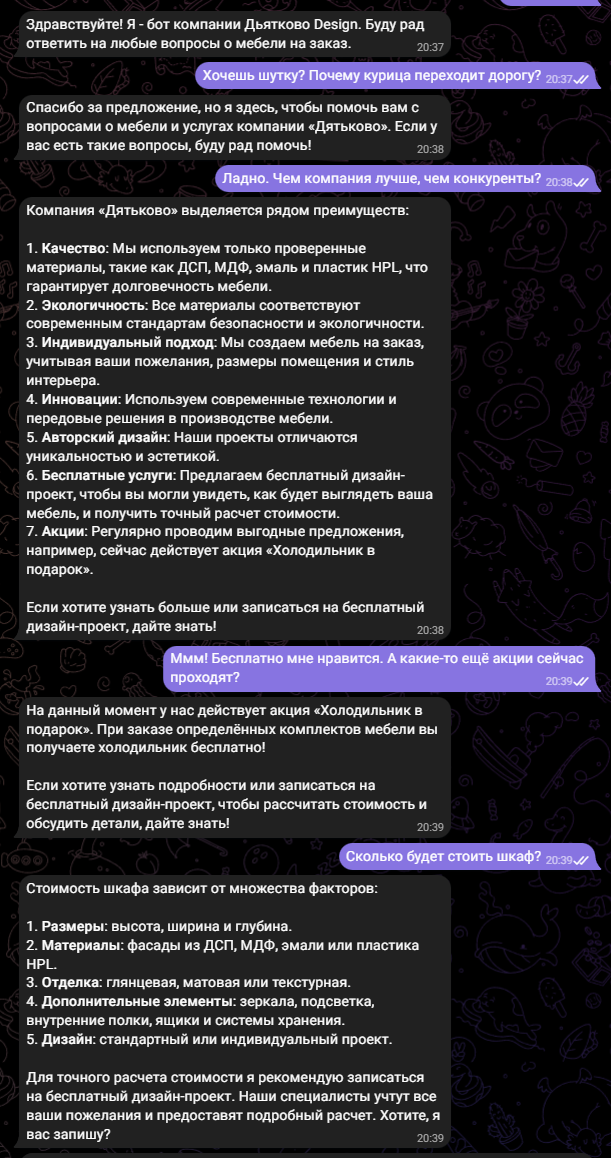 Здравствуйте! Я - бот компании Дьятково Design. Буду рад
ответить на любые вопросы о мебели на заказ.
20:37
Хочешь шутку? Почему курица переходит дорогу?
20:37
Спасибо за предложение, но я здесь, чтобы помочь вам с
вопросами о мебели и услугах компании «Дятьково». Если у
вас есть такие вопросы, буду рад помочь!
20:38
Ладно. Чем компания лучше, чем конкуренты?
20:38
Компания «Дятьково» выделяется рядом преимуществ:
1. Качество: Мы используем только проверенные
материалы, такие как ДСП, МДФ, эмаль и пластик HPL, что
гарантирует долговечность мебели.
2. Экологичность: Все материалы соответствуют
современным стандартам безопасности и экологичности.
3. Индивидуальный подход: Мы создаем мебель на заказ,
учитывая ваши пожелания, размеры помещения и стиль
интерьера.
4. Инновации: Используем современные технологии и
передовые решения в производстве мебели.
5. Авторский дизайн: Наши проекты отличаются
уникальностью и эстетикой.
6. Бесплатные услуги: Предлагаем бесплатный дизайн-
проект, чтобы вы могли увидеть, как будет выглядеть ваша
мебель, и получить точный расчет стоимости.
7. Акции: Регулярно проводим выгодные предложения,
например, сейчас действует акция «Холодильник в
подарок».
Если хотите узнать больше или записаться на бесплатный
дизайн-проект, дайте знать!
20:38
Ммм! Бесплатно мне нравится. А какие-то ещё акции сейчас
проходят?
20:39
На данный момент у нас действует акция «Холодильник в
подарок». При заказе определённых комплектов мебели вы
получаете холодильник бесплатно!
Если хотите узнать подробности или записаться на
бесплатный дизайн-проект, чтобы рассчитать стоимость и
обсудить детали, дайте знать!
20:39
Сколько будет стоить шкаф?
20:39
Стоимость шкафа зависит от множества факторов:
1. Размеры: высота, ширина и глубина.
2. Материалы: фасады из ДСП, МДФ, эмали или пластика
HPL.
3. Отделка: глянцевая, матовая или текстурная.
4. Дополнительные элементы: зеркала, подсветка,
внутренние полки, ящики и системы хранения.
5. Дизайн: стандартный или индивидуальный проект.
Для точного расчета стоимости я рекомендую записаться
на бесплатный дизайн-проект. Наши специалисты учтут все
ваши пожелания и предоставят подробный расчет. Хотите, я
вас запишу?
20:39